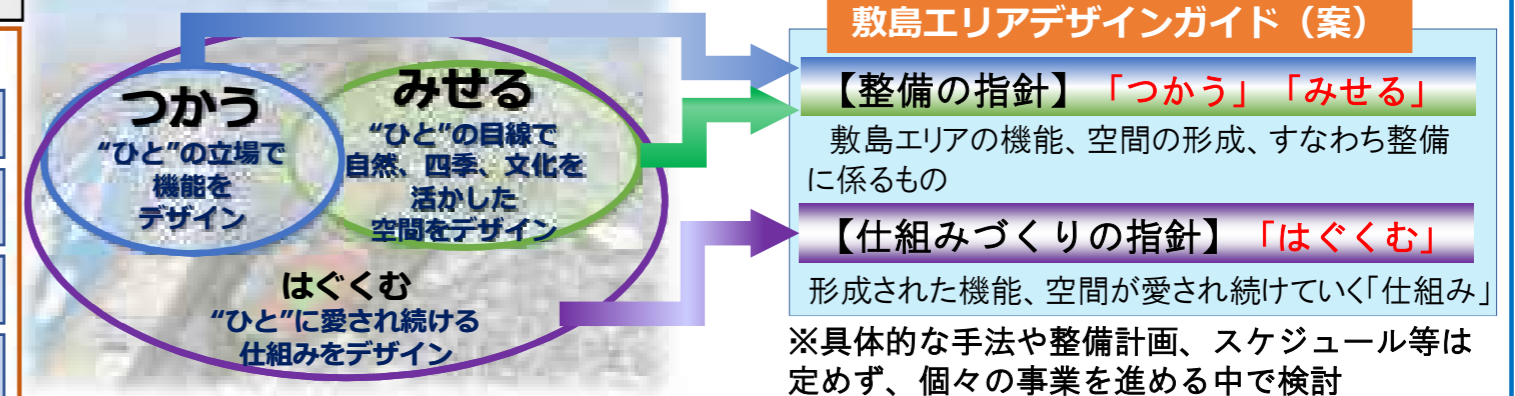 つかう
“ひと”の立場で
機能を
デザイン
みせる
“ひと”の目線で
自然、四季、文化を
活かした
空間をデザイン
はぐくむ
“ひと”に愛され続ける
仕組みをデザイン
敷島エリアデザインガイド（案）
【整備の指針】「つかう」「みせる」
敷島エリアの機能、空間の形成、すなわち整備
に係るもの
【仕組みづくりの指針】「はぐくむ」
形成された機能、空間が愛され続けていく「仕組み」
※具体的な手法や整備計画、スケジュール等は
定めず、個々の事業を進める中で検討